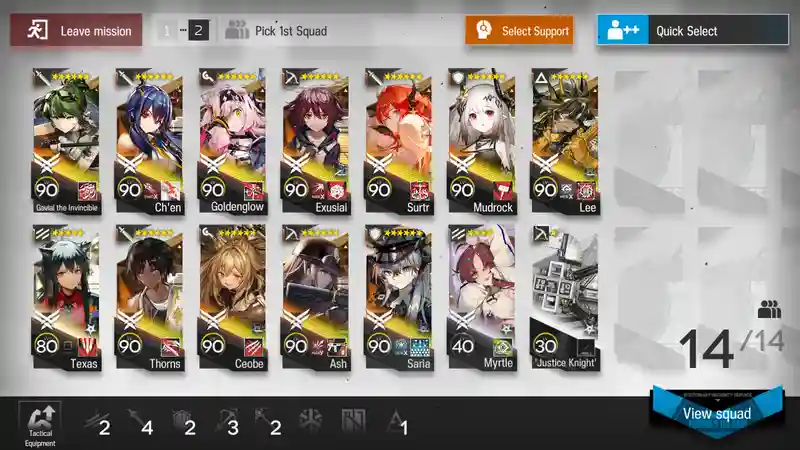 Leave mission
1
2
Pick 1st Squad
Select Support
Quick Select
90
Gavial the Invincible
90
Ch'en
90
Goldenglow
90
Exusiai
90
Surtr
90
Mudrock
90
Lee
80
Texas
90
Thorns
90
Ceobe
90
Ash
90
Saria
40
Myrtle
30
'Justice Knight'
14/14
View squad
Tactical
Equipment
2
4
2
3
2
1